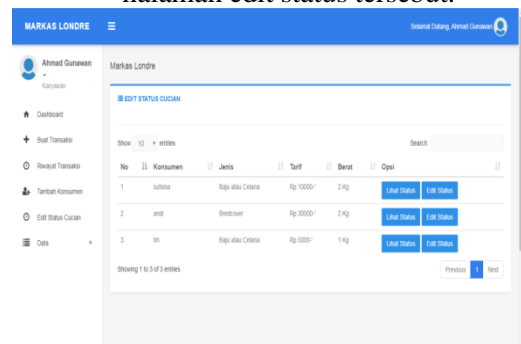 halaman edit status tersebut.
MARKAS LONDRE
Selamat Datang, Ahmad Gunawan
Ahmad Gunawan
Karyawan
Markas Londre
EDIT STATUS CUCIAN
Dashboard
Buat Transaksi
Riwayat Transaksi
Tambah Konsumen
Edit Status Cucian
Data
Show 10 entries
Search:
No Konsumen Jenis Tarif Berat Opsi
1 sutiana Baju atau Celana Rp.10000-' 2 Kg Lihat Status Edit Status
2 andi Bredcover Rp.30000-' 2 Kg Lihat Status Edit Status
3 Baju atau Celana Rp.5000-' 1 Kg Lihat Status Edit Status
Showing 1 to 3 of 3 entries
Previous 1 Next